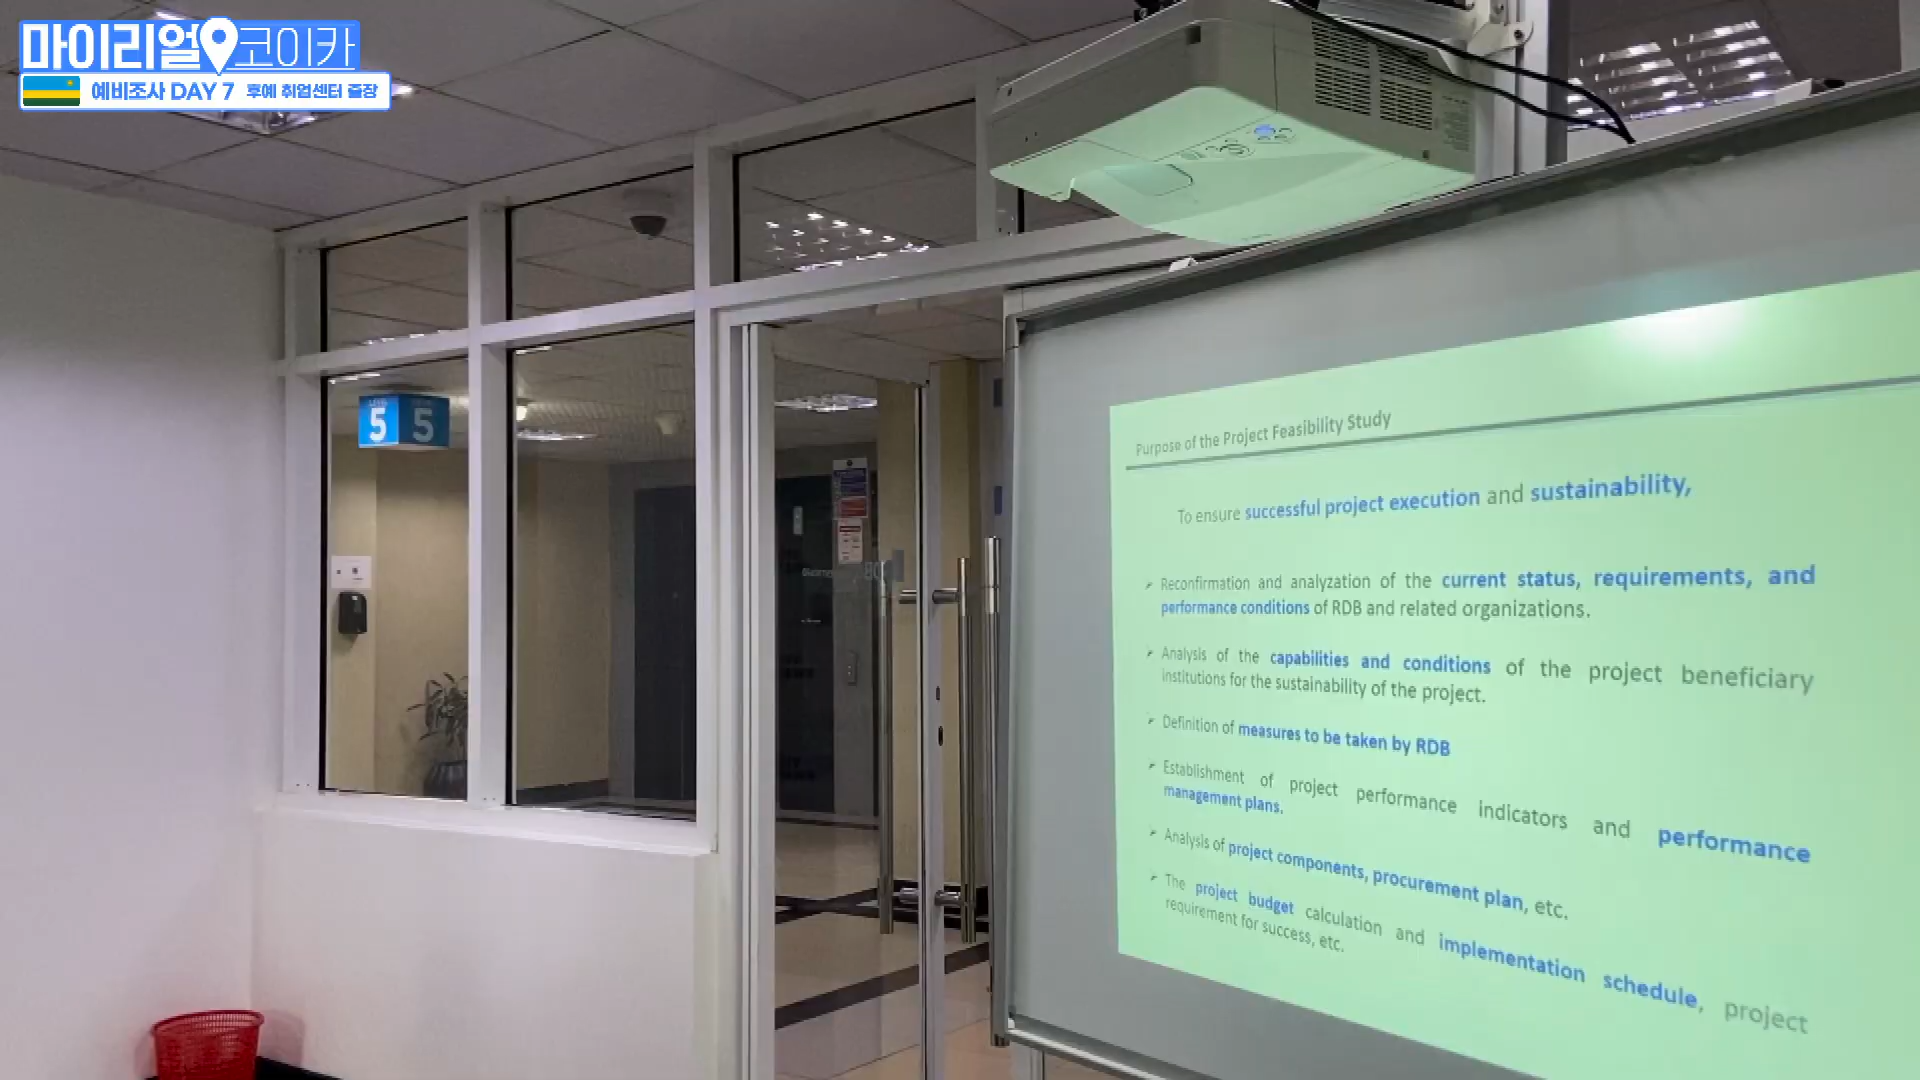 마이리얼 코이카
예비조사 DAY 7 후예 취업센터 출장
LEVEL
5 5
Purpose of the Project Feasibility Study
To ensure successful project execution and sustainability,
Reconfirmation and analyzation of the current status, requirements, and
performance conditions of RDB and related organizations.
Analysis of the capabilities and conditions of the project beneficiary
institutions for the sustainability of the project.
Definition of measures to be taken by RDB
Establishment of project performance indicators and performance
management plans.
Analysis of project components, procurement plan, etc.
The project budget calculation and implementation schedule, project
requirement for success, etc.